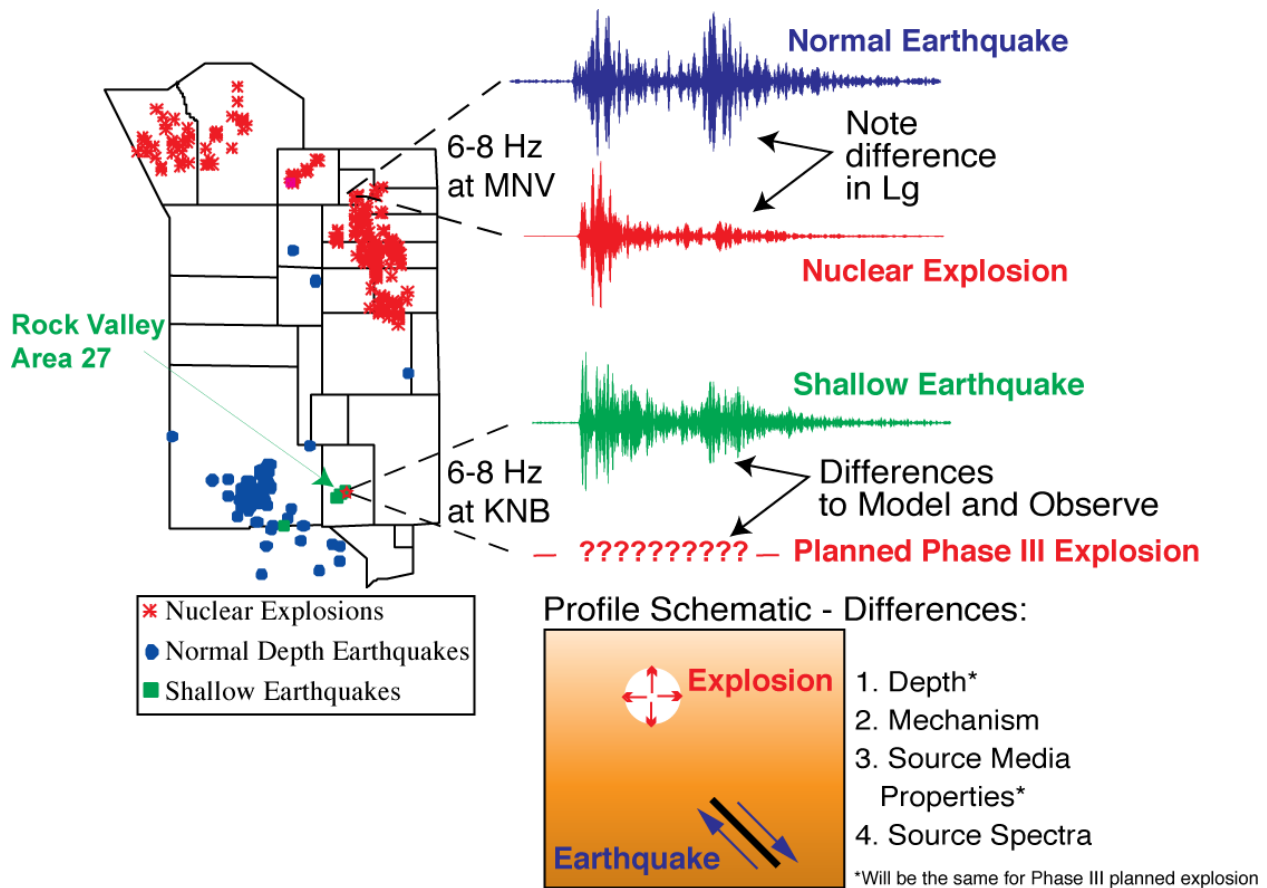 Normal Earthquake
6-8 Hz
at MNV
Note
difference
in Lg
Nuclear Explosion
Rock Valley
Area 27
Shallow Earthquake
6-8 Hz
at KNB
Differences
to Model and Observe
— ?????????? — Planned Phase III Explosion
Nuclear Explosions
Normal Depth Earthquakes
Shallow Earthquakes
Profile Schematic - Differences:
Explosion
Earthquake
1. Depth*
2. Mechanism
3. Source Media
Properties*
4. Source Spectra
*Will be the same for Phase III planned explosion